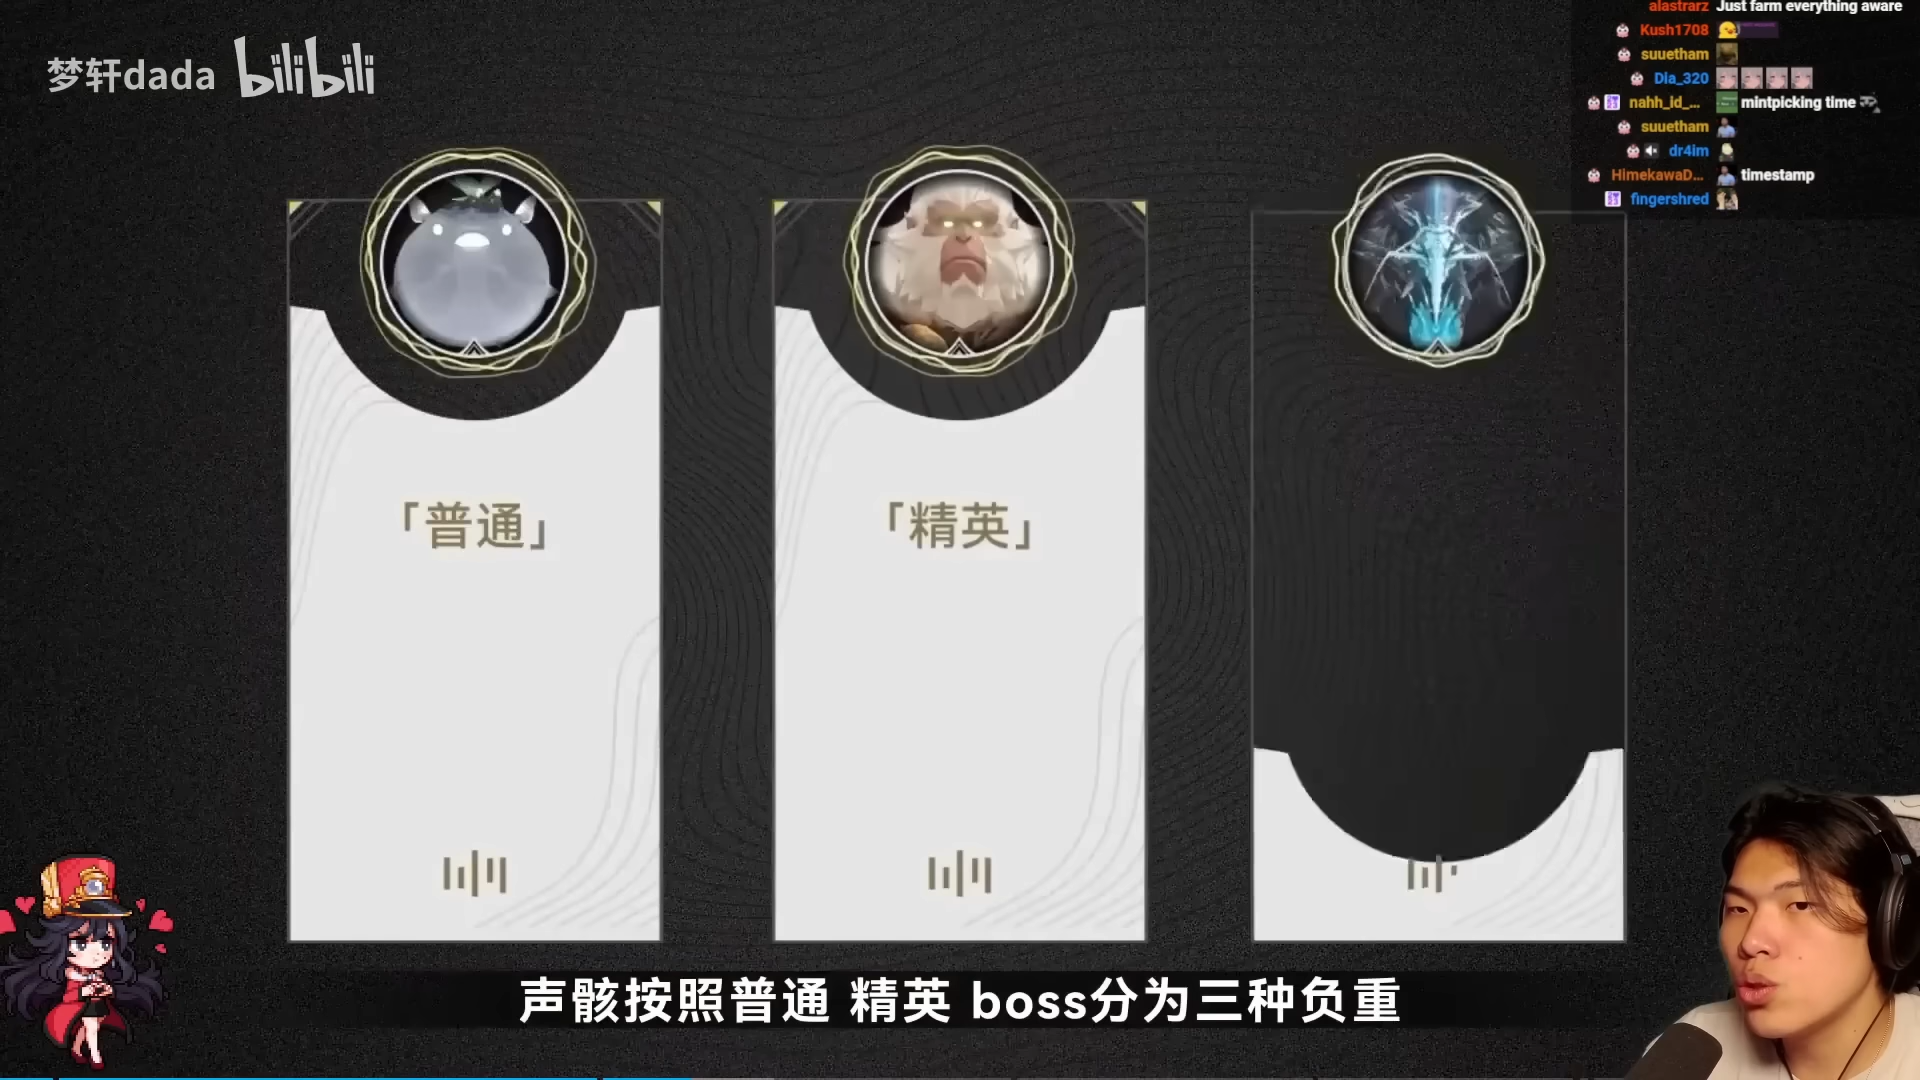 梦轩dada bilibili
alastrarz Just farm everything aware
Kush1708
suuetham
Dia_320
nahh_id_... mintpicking time
suuetham
dr4im
HimekawaD... timestamp
fingershred
「普通」
「精英」
声骸按照普通 精英 boss分为三种负重